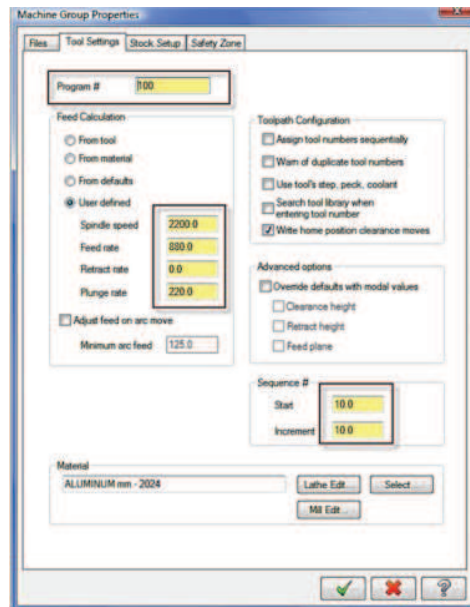 Machine Group Properties
Files
Tool Settings
Stock Setup
Safety Zone
Program # 100
Feed Calculation
From tool
From material
From defaults
User defined
Spindle speed 2200.0
Feed rate 880.0
Retract rate 0.0
Plunge rate 220.0
Adjust feed on arc move
Minimum arc feed 125.0
Toolpath Configuration
Assign tool numbers sequentially
Warn of duplicate tool numbers
Use tool's step, peck, coolant
Search tool library when
entering tool number
Write home position clearance moves
Advanced options
Override defaults with modal values
Clearance height
Retract height
Feed plane
Sequence #
Start 10.0
Increment 10.0
Material
ALUMINUM mm - 2024
Lathe Edit...
Select...
Mill Edit...